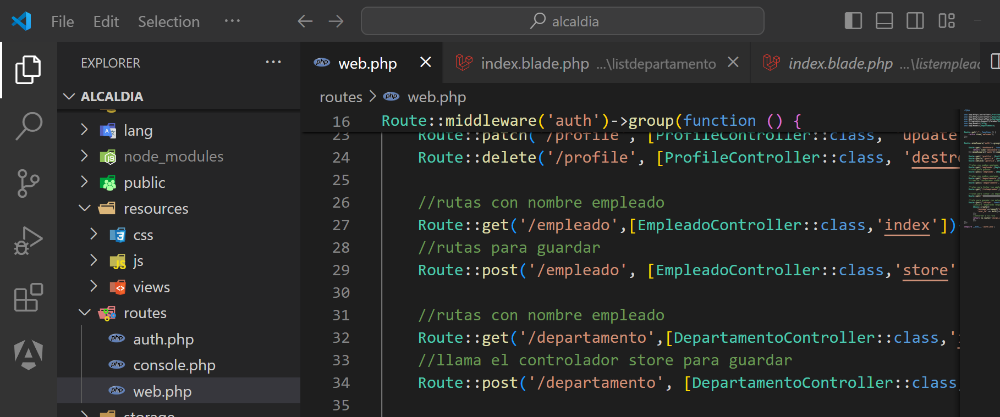 File Edit Selection ··· ← → alcaldia
EXPLORER ···
ALCALDIA
lang
node_modules
public
resources
css
js
views
routes
auth.php
console.php
web.php
storage
web.php index.blade.php ...\listdepartamento index.blade.php ...\listemplead
routes > web.php
16 Route::middleware('auth')->group(function () {
23 Route::patch('/profile', [ProfileController::class, 'update
24 Route::delete('/profile', [ProfileController::class, 'destr
25
26 //rutas con nombre empleado
27 Route::get('/empleado',[EmpleadoController::class,'index'])
28 //rutas para guardar
29 Route::post('/empleado', [EmpleadoController::class,'store'
30
31 //rutas con nombre empleado
32 Route::get('/departamento',[DepartamentoController::class,'
33 //llama el controlador store para guardar
34 Route::post('/departamento', [DepartamentoController::class,
35